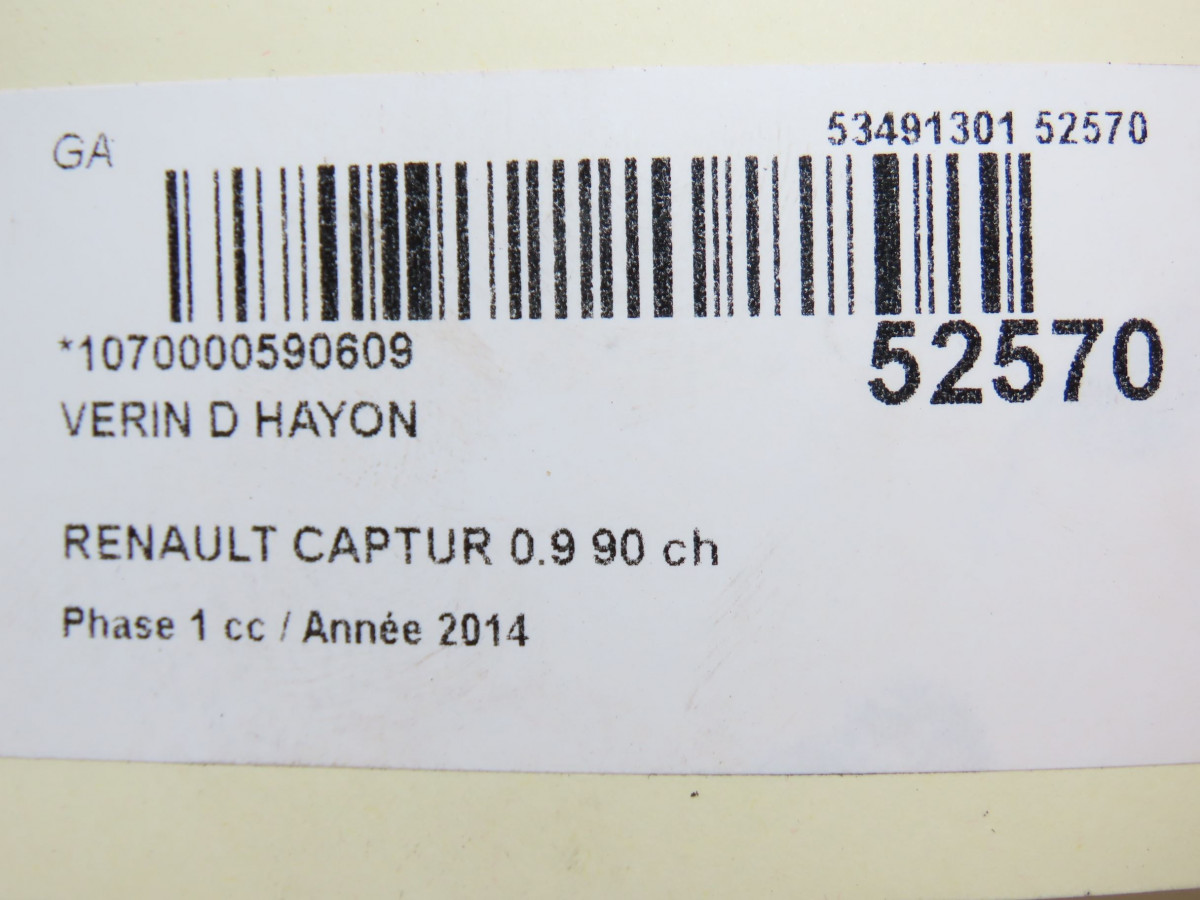 GA
53491301 52570
*1070000590609
52570
VERIN D HAYON
RENAULT CAPTUR 0.9 90 ch
Phase 1 cc / Année 2014